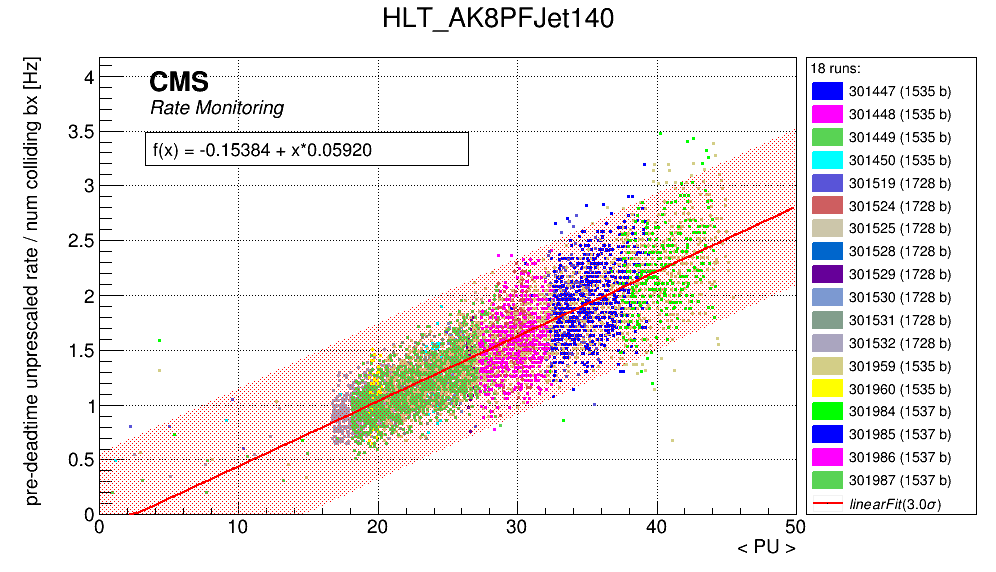 HLT_AK8PFJet140
pre-deadtime unprescaled rate / num colliding bx [Hz]
CMS
Rate Monitoring
f(x) = -0.15384 + x*0.05920
4
3.5
3
2.5
2
1.5
1
0.5
0
0 10 20 30 40 50
< PU >
18 runs:
301447 (1535 b)
301448 (1535 b)
301449 (1535 b)
301450 (1535 b)
301519 (1728 b)
301524 (1728 b)
301525 (1728 b)
301528 (1728 b)
301529 (1728 b)
301530 (1728 b)
301531 (1728 b)
301532 (1728 b)
301959 (1535 b)
301960 (1535 b)
301984 (1537 b)
301985 (1537 b)
301986 (1537 b)
301987 (1537 b)
linearFit(3.0σ)